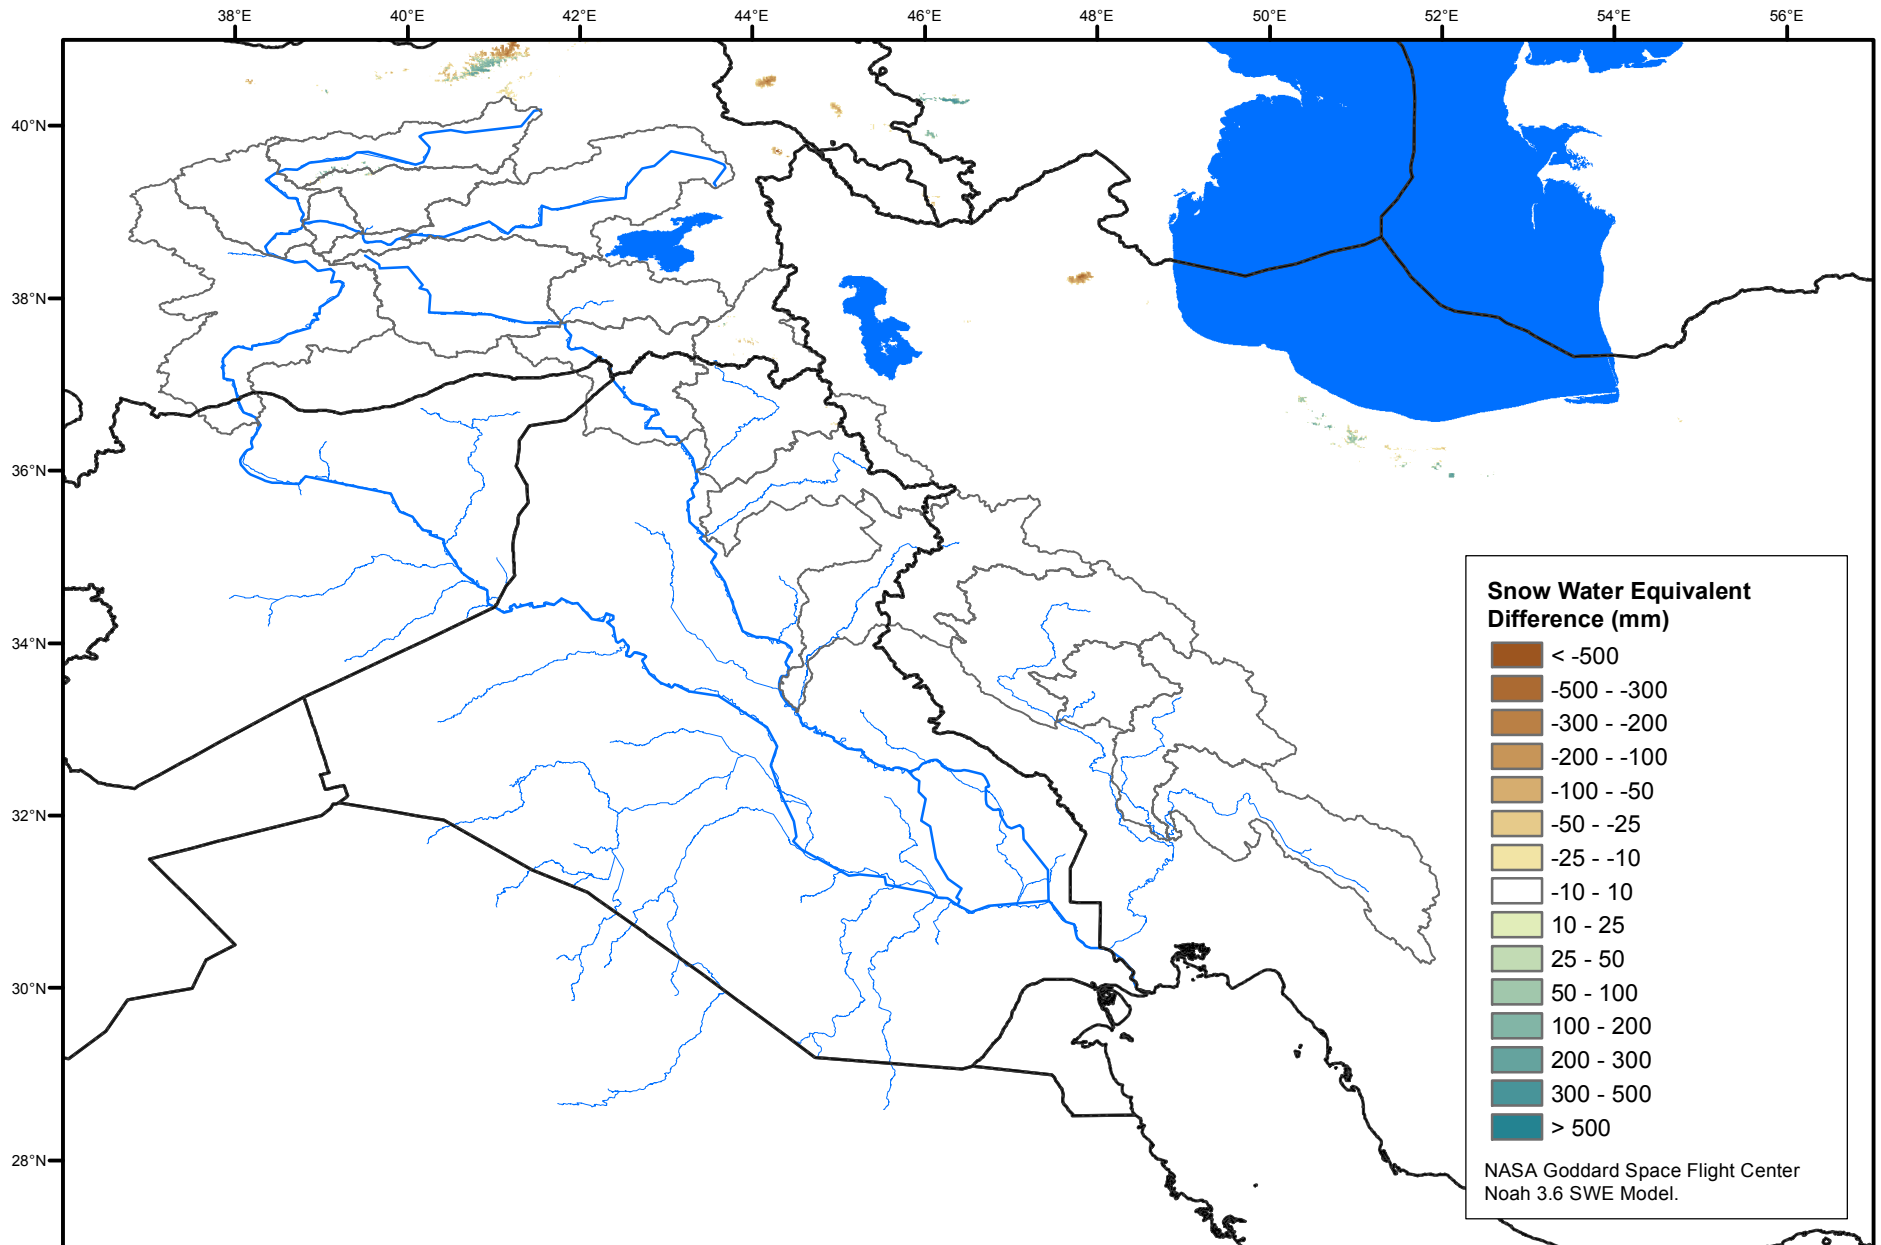 38°E 40°E 42°E 44°E 46°E 48°E 50°E 52°E 54°E 56°E
40°N
38°N
36°N
34°N
32°N
30°N
28°N
Snow Water Equivalent
Difference (mm)
< -500
-500 - -300
-300 - -200
-200 - -100
-100 - -50
-50 - -25
-25 - -10
-10 - 10
10 - 25
25 - 50
50 - 100
100 - 200
200 - 300
300 - 500
> 500
NASA Goddard Space Flight Center
Noah 3.6 SWE Model.